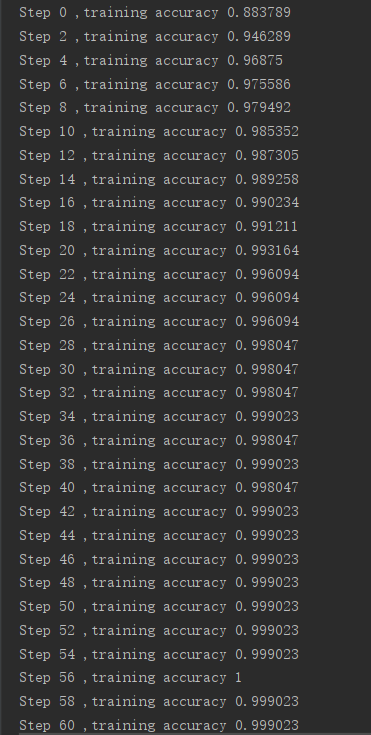 Step 0 ,training accuracy 0.883789
Step 2 ,training accuracy 0.946289
Step 4 ,training accuracy 0.96875
Step 6 ,training accuracy 0.975586
Step 8 ,training accuracy 0.979492
Step 10 ,training accuracy 0.985352
Step 12 ,training accuracy 0.987305
Step 14 ,training accuracy 0.989258
Step 16 ,training accuracy 0.990234
Step 18 ,training accuracy 0.991211
Step 20 ,training accuracy 0.993164
Step 22 ,training accuracy 0.996094
Step 24 ,training accuracy 0.996094
Step 26 ,training accuracy 0.996094
Step 28 ,training accuracy 0.998047
Step 30 ,training accuracy 0.998047
Step 32 ,training accuracy 0.998047
Step 34 ,training accuracy 0.999023
Step 36 ,training accuracy 0.998047
Step 38 ,training accuracy 0.999023
Step 40 ,training accuracy 0.998047
Step 42 ,training accuracy 0.999023
Step 44 ,training accuracy 0.999023
Step 46 ,training accuracy 0.999023
Step 48 ,training accuracy 0.999023
Step 50 ,training accuracy 0.999023
Step 52 ,training accuracy 0.999023
Step 54 ,training accuracy 0.999023
Step 56 ,training accuracy 1
Step 58 ,training accuracy 0.999023
Step 60 ,training accuracy 0.999023